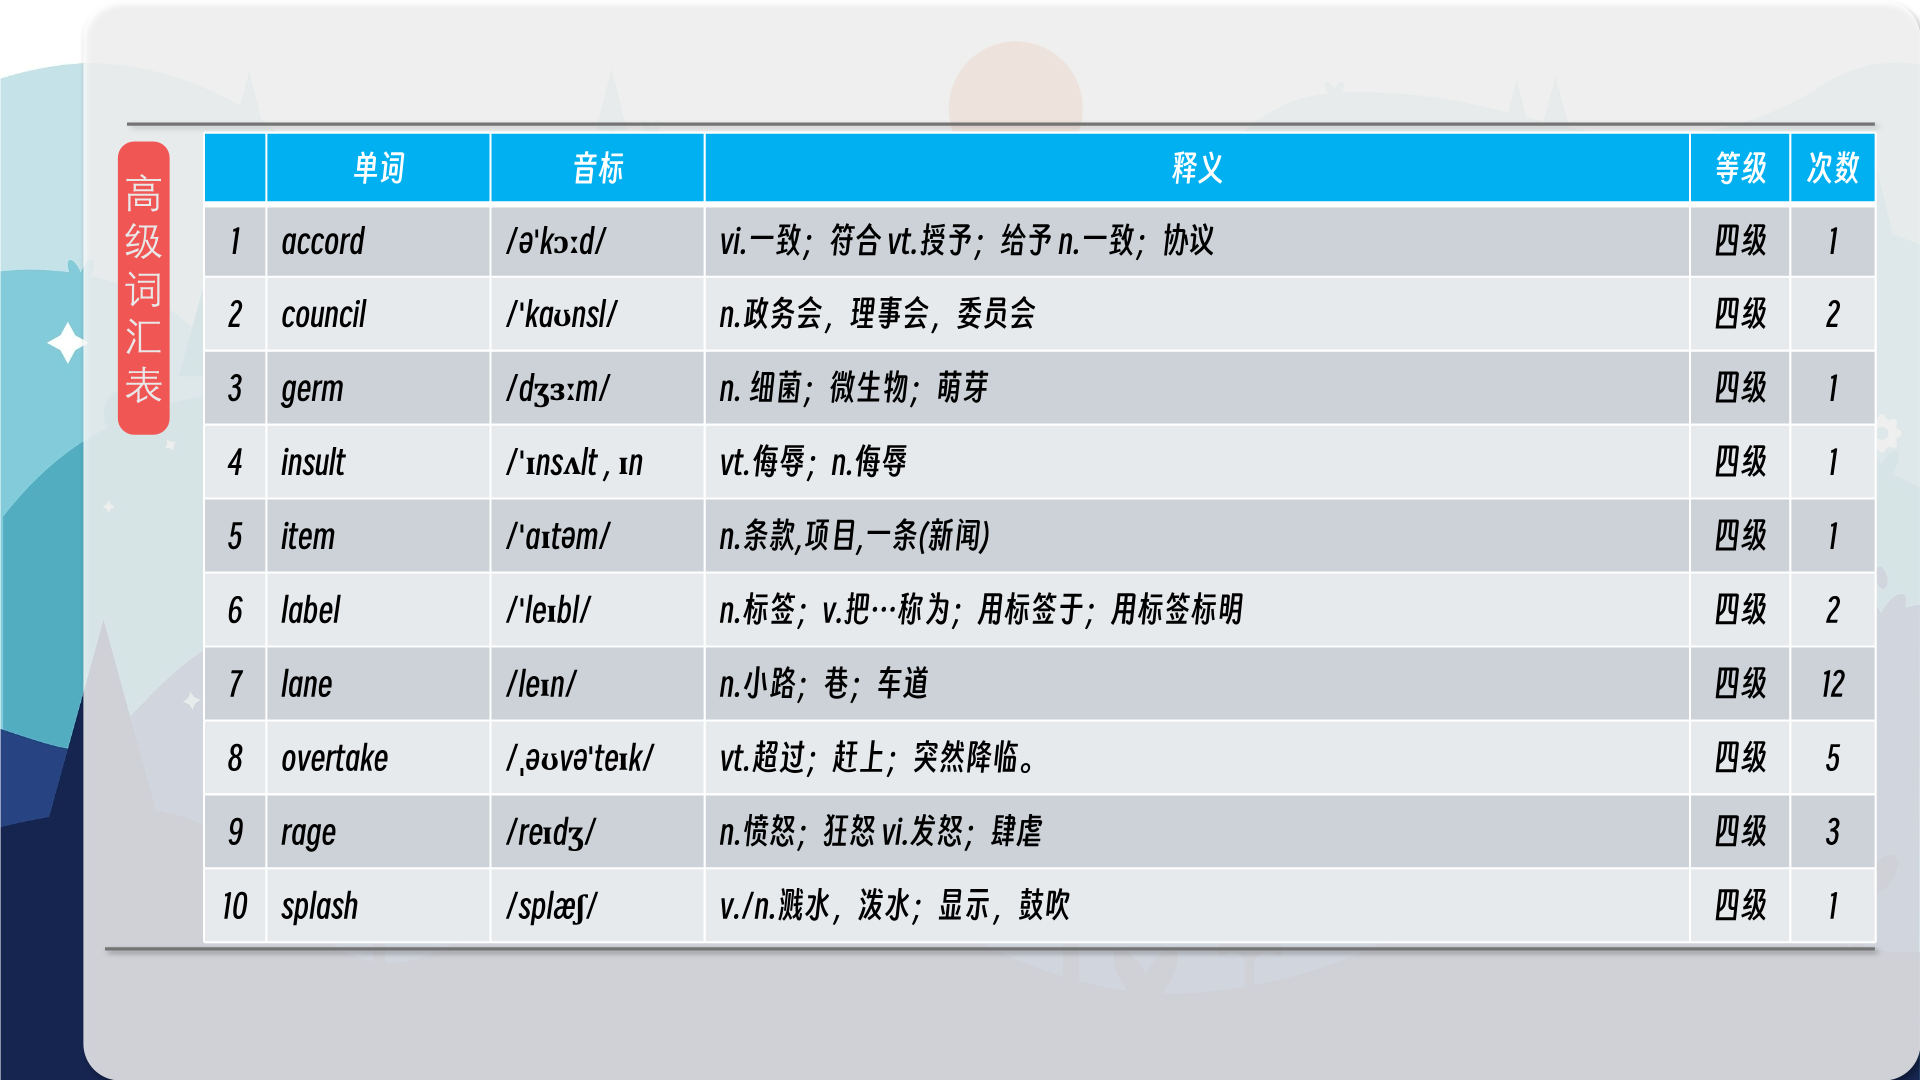 高级词汇表
单词 音标 释义 等级 次数
1 accord /ə'kɔːd/ vi.一致；符合 vt.授予；给予 n.一致；协议 四级 1
2 council /'kaʊnsl/ n.政务会，理事会，委员会 四级 2
3 germ /dʒɜːm/ n. 细菌；微生物；萌芽 四级 1
4 insult /'ɪnsʌlt , ɪn vt.侮辱；n.侮辱 四级 1
5 item /'aɪtəm/ n.条款,项目,一条(新闻) 四级 1
6 label /'leɪbl/ n.标签；v.把…称为；用标签于；用标签标明 四级 2
7 lane /leɪn/ n.小路；巷；车道 四级 12
8 overtake /ˌəʊvə'teɪk/ vt.超过；赶上；突然降临。 四级 5
9 rage /reɪdʒ/ n.愤怒；狂怒 vi.发怒；肆虐 四级 3
10 splash /splæʃ/ v./n.溅水，泼水；显示，鼓吹 四级 1